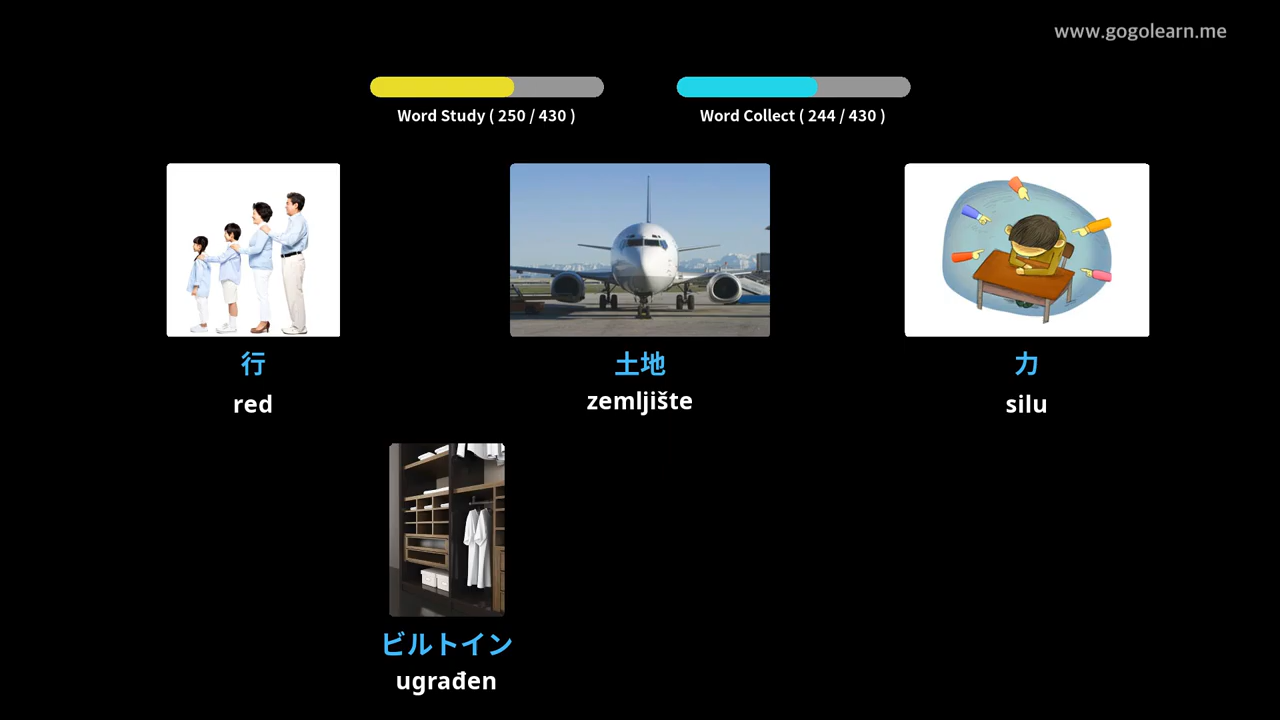 www.gogolearn.me
Word Study ( 250 / 430 )
Word Collect ( 244 / 430 )
行
red
土地
zemljište
力
silu
ビルトイン
ugrađen